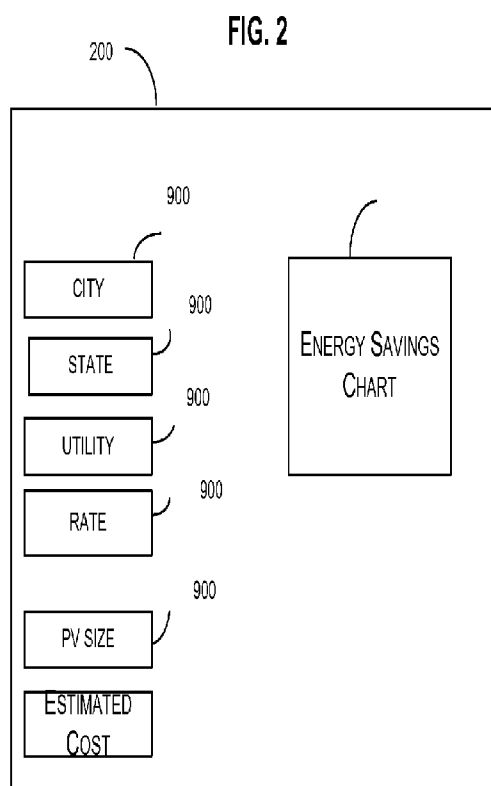 FIG. 2
200
900
CITY
900
STATE
900
UTILITY
900
RATE
900
PV SIZE
ESTIMATED
COST
ENERGY SAVINGS
CHART